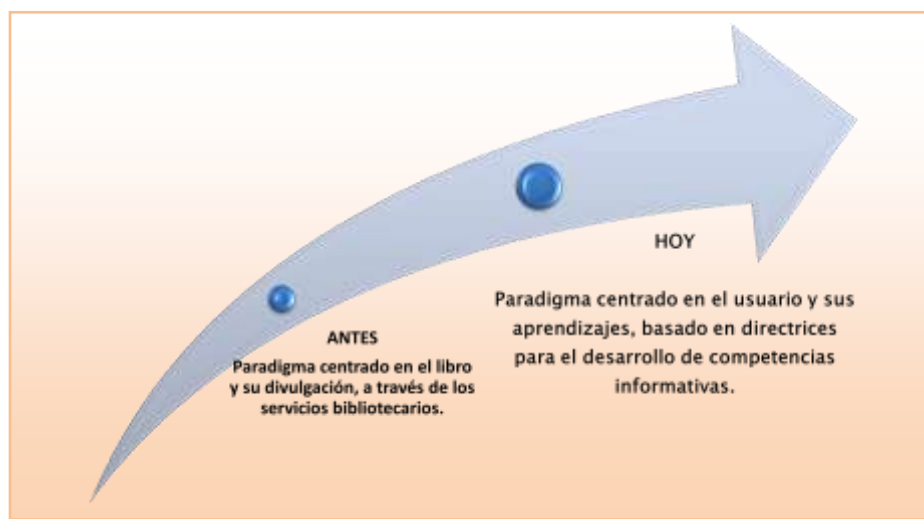 ANTES
Paradigma centrado en el libro
y su divulgación, a través de los
servicios bibliotecarios.
HOY
Paradigma centrado en el usuario y sus
aprendizajes, basado en directrices
para el desarrollo de competencias
informativas.